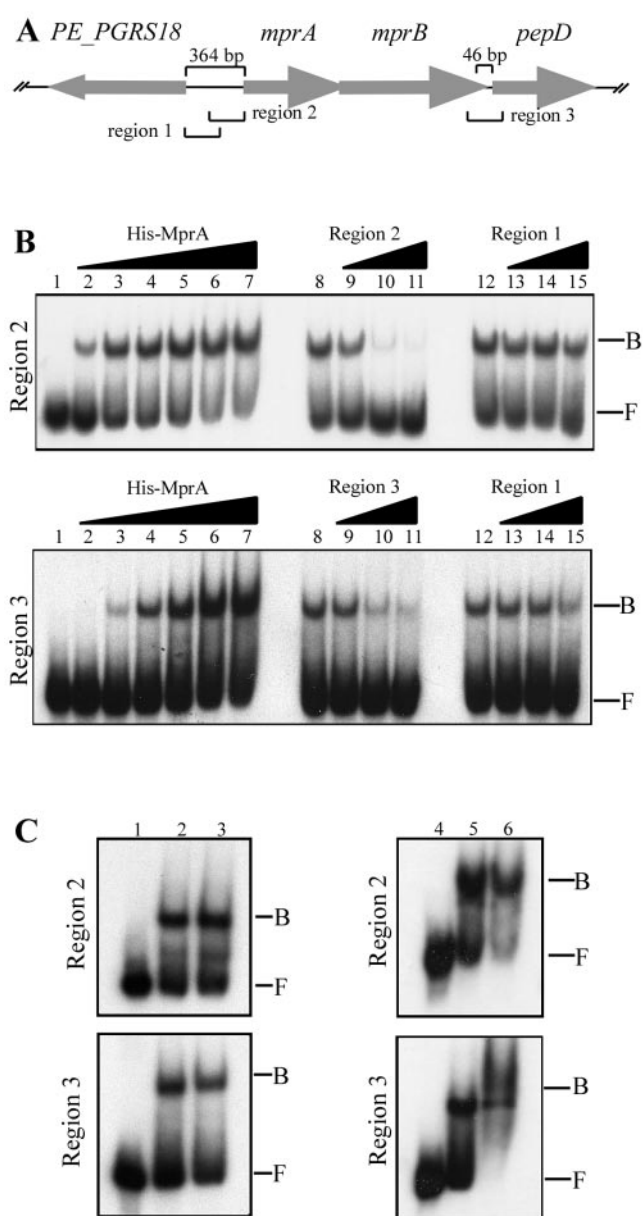 A PE_PGRS18 mprA mprB pepD
364 bp 46 bp
region 1 region 2 region 3
B His-MprA Region 2 Region 1
1 2 3 4 5 6 7 8 9 10 11 12 13 14 15
Region 2
B
F
His-MprA Region 3 Region 1
1 2 3 4 5 6 7 8 9 10 11 12 13 14 15
Region 3
B
F
C 1 2 3 4 5 6
Region 2 B Region 2 B
F F
Region 3 B Region 3 B
F F